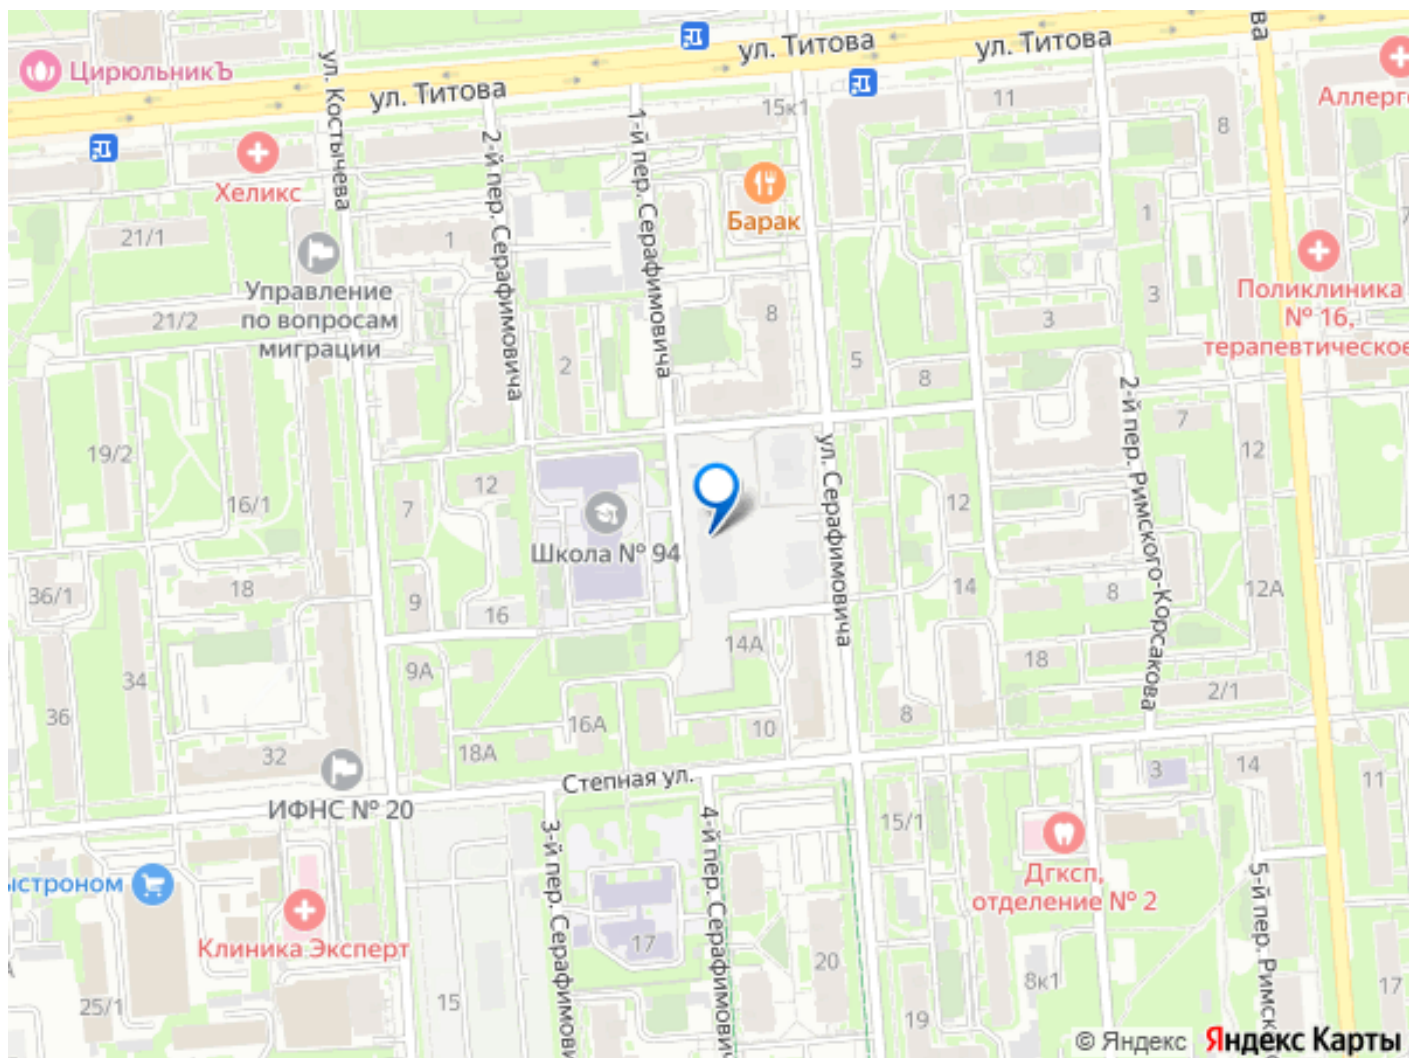 ул. Титова
ул. Титова
ва
ЦирюльникЪ
ул. Костычева
ул. Титова
15к1
11
8
Аллерг
2-й пер. Серафимовича
1-й пер. Серафимовича
Хеликс
Барак
21/1
1
1
7
Управление
по вопросам
миграции
21/2
8
3
3
Поликлиника
№ 16,
терапевтическое
2
5
8
2-й пер. Римского-Корсакова
7
12
19/2
16/1
7
12
ул. Серафимовича
12
Школа № 94
36/1
18
9
16
14
8
12А
14А
18
9А
34
36
16А
10
8
2/1
32
18А
Степная ул.
3
14
11
ИФНС № 20
3-й пер. Серафимови
4-й пер. Серафимович
15/1
ыстроном
Дгксп,
отделение № 2
5-й пер. Римск
Клиника Эксперт
17
20
8к1
17
25/1
15
19
© Яндекс
Яндекс Карты